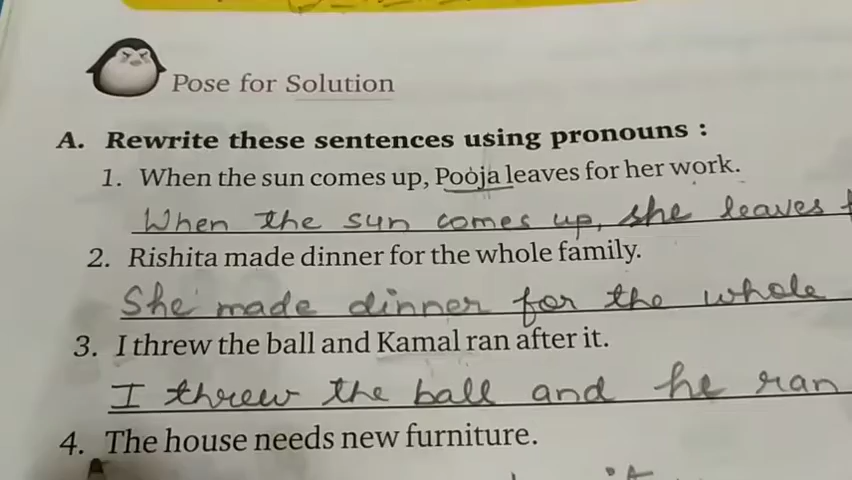 Pose for Solution
A. Rewrite these sentences using pronouns :
1. When the sun comes up, Pooja leaves for her work.
When the sun comes up, she leaves
2. Rishita made dinner for the whole family.
She made dinner for the whole
3. I threw the ball and Kamal ran after it.
I threw the ball and he ran
4. The house needs new furniture.